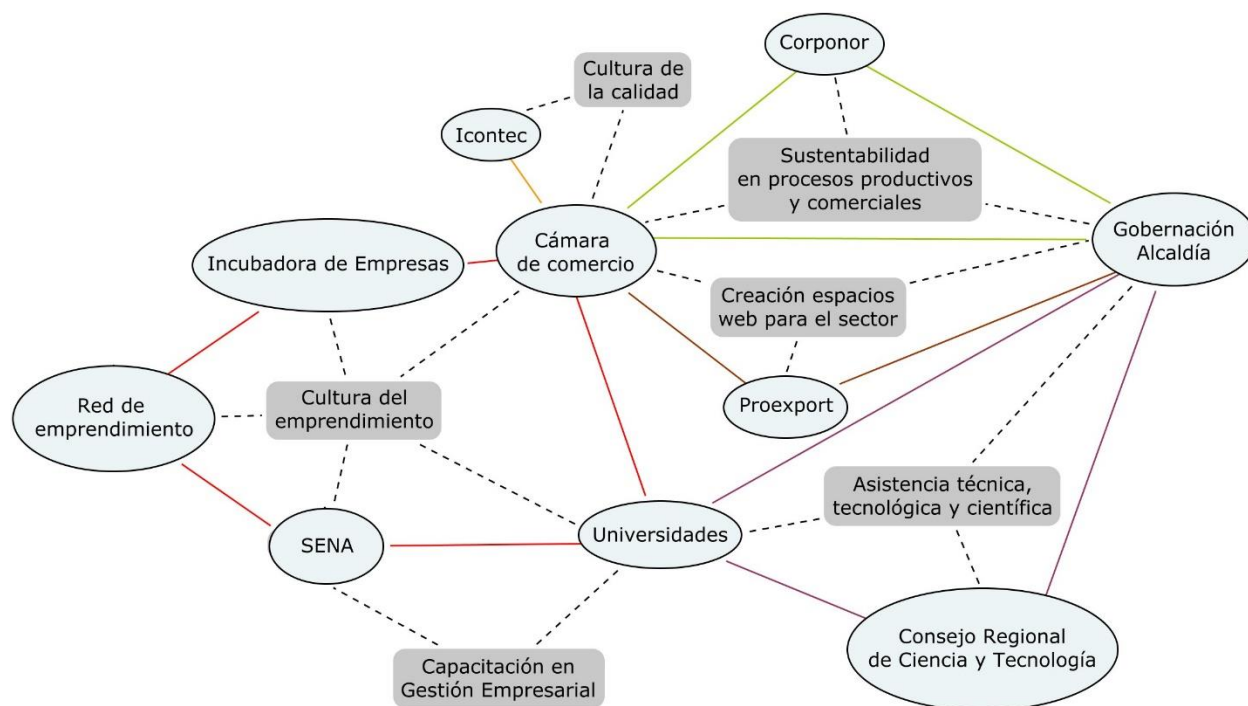 Corponor
Cultura de
la calidad
Icontec
Sustentabilidad
en procesos productivos
y comerciales
Gobernación
Alcaldía
Cámara
de comercio
Incubadora de Empresas
Creación espacios
web para el sector
Proexport
Red de
emprendimiento
Cultura del
emprendimiento
Asistencia técnica,
tecnológica y científica
SENA
Universidades
Consejo Regional
de Ciencia y Tecnología
Capacitación en
Gestión Empresarial